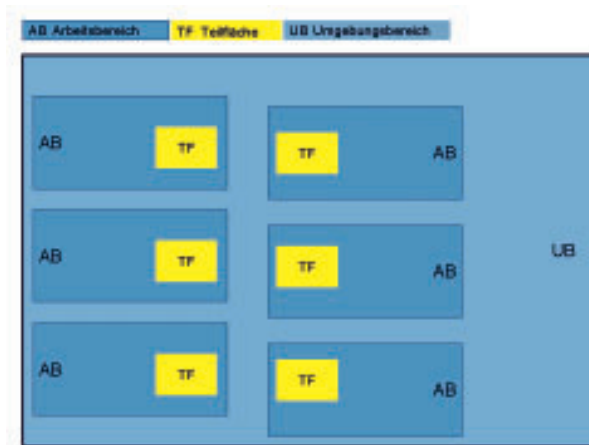 AB Arbeitsbereich TF Teilfläche UB Umgebungsbereich
AB TF TF AB
UB
AB TF TF AB
AB TF TF AB